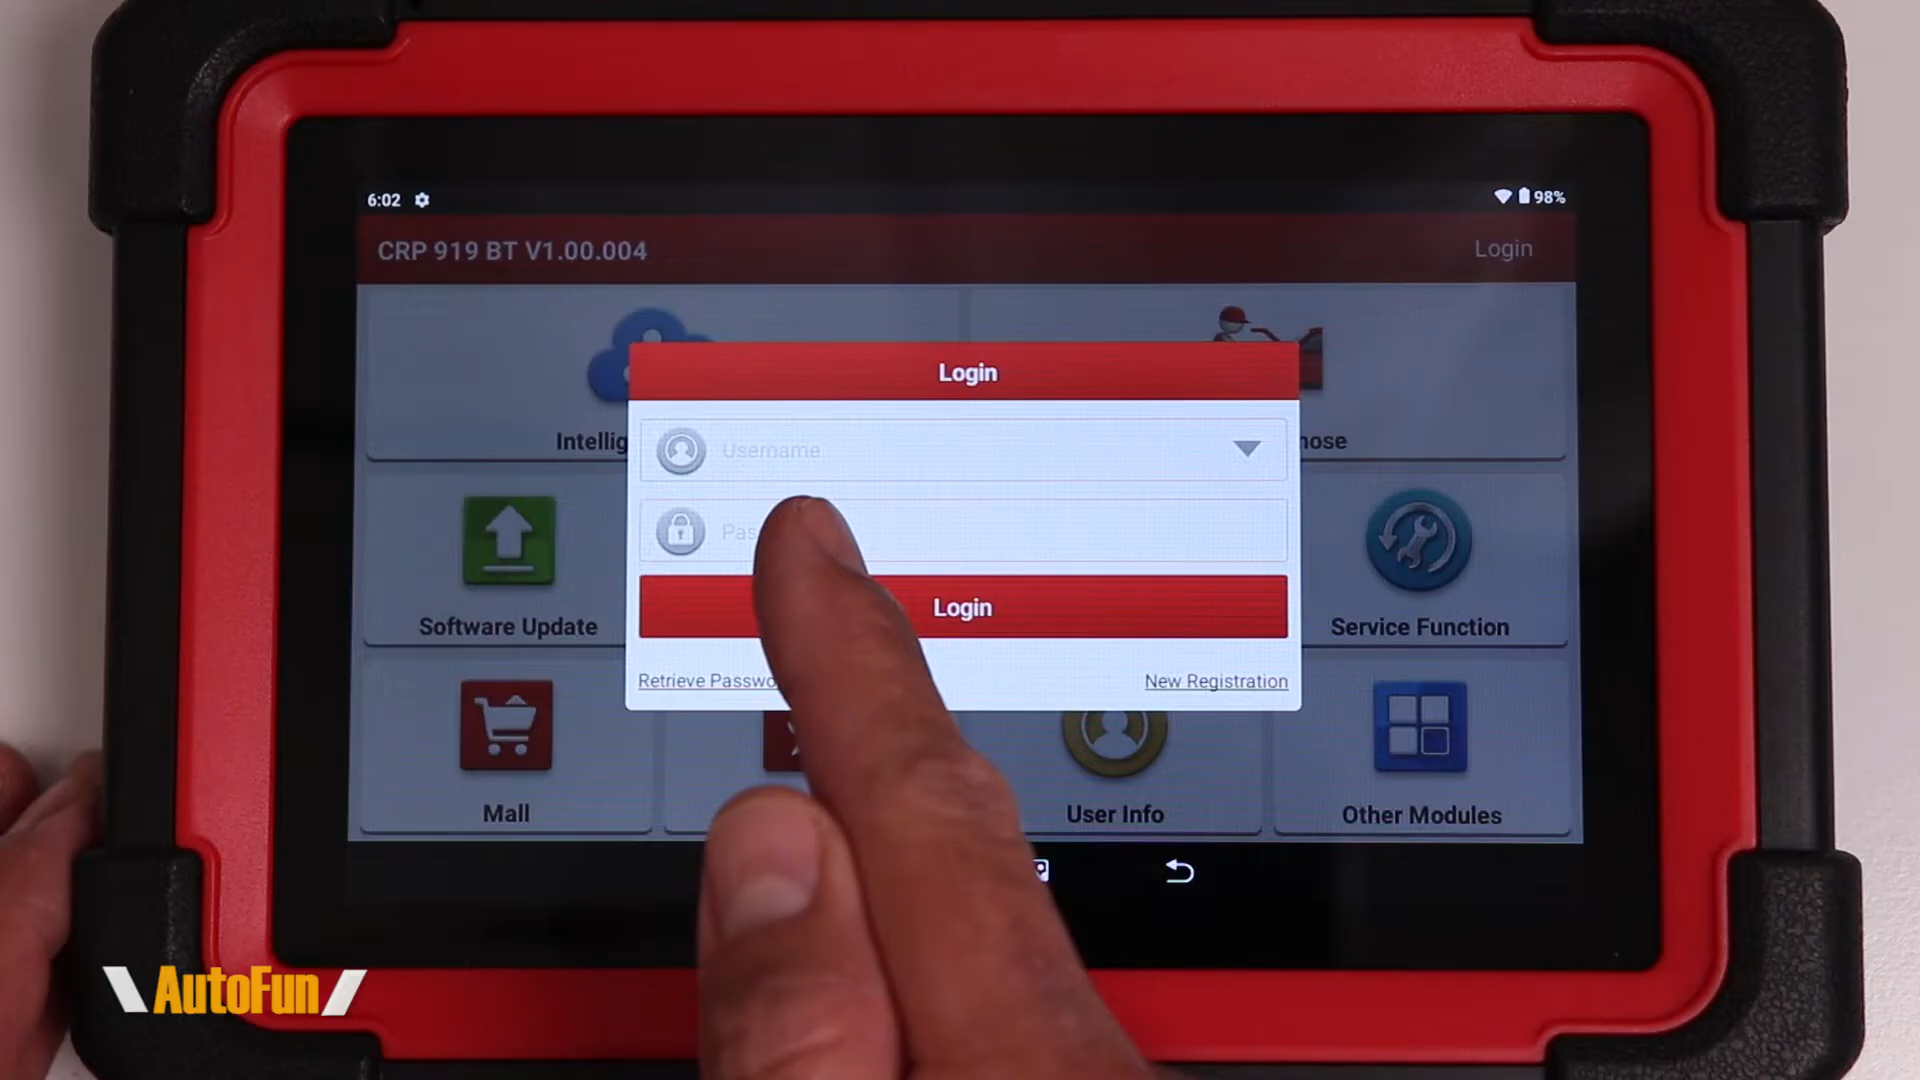 6:02
98%
CRP 919 BT V1.00.004
Login
Login
Username
Login
Retrieve
New Registration
Software Update
Service Function
Mall
User Info
Other Modules
AutoFun